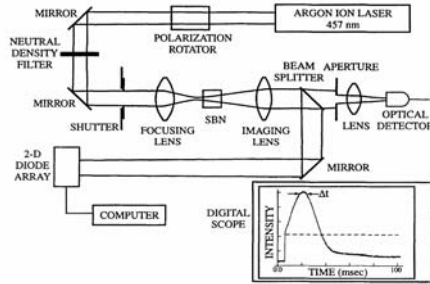 MIRROR
POLARIZATION
ROTATOR
ARGON ION LASER
457 nm
NEUTRAL
DENSITY
FILTER
MIRROR
SHUTTER
FOCUSING
LENS
SBN
IMAGING
LENS
BEAM
SPLITTER
APERTURE
LENS
OPTICAL
DETECTOR
2-D
DIODE
ARRAY
MIRROR
COMPUTER
DIGITAL
SCOPE
INTENSITY
Δt
0.0
100
TIME (msec)